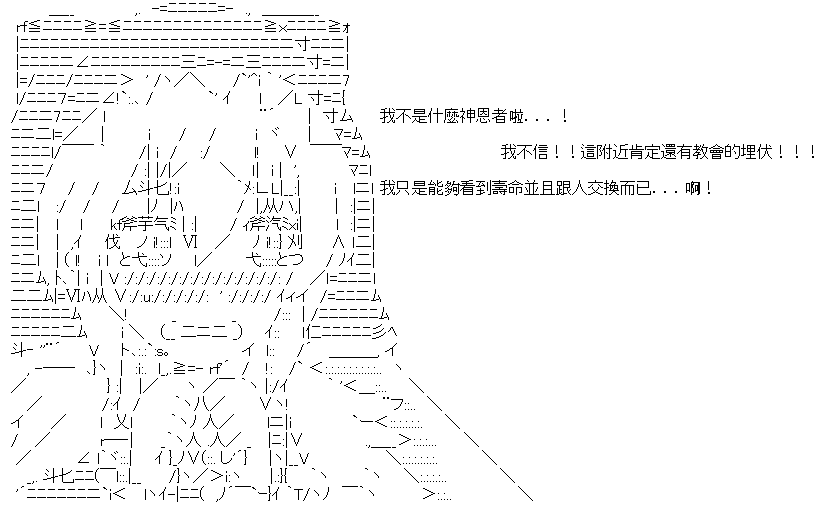 我不是什麼神恩者啦...！
我不信！！這附近肯定還有教會的埋伏！！！
我只是能夠看到壽命並且跟人交換而已...啊！